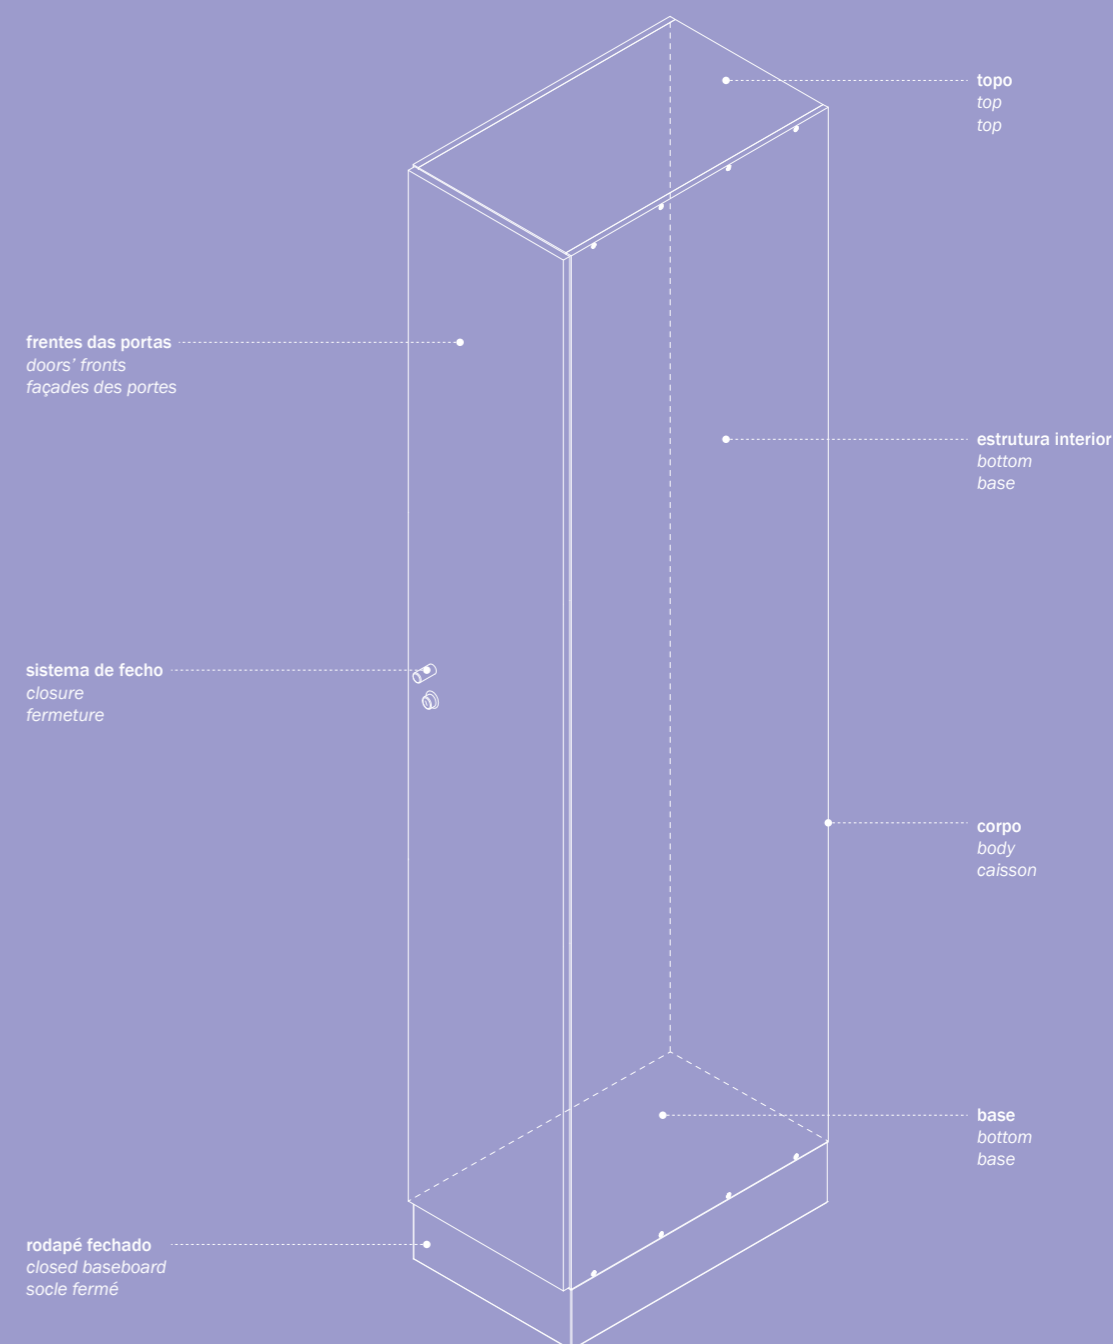 topo
top
top
frentes das portas
doors’ fronts
façades des portes
estrutura interior
bottom
base
sistema de fecho
closure
fermeture
corpo
body
caisson
base
bottom
base
rodapé fechado
closed baseboard
socle fermé